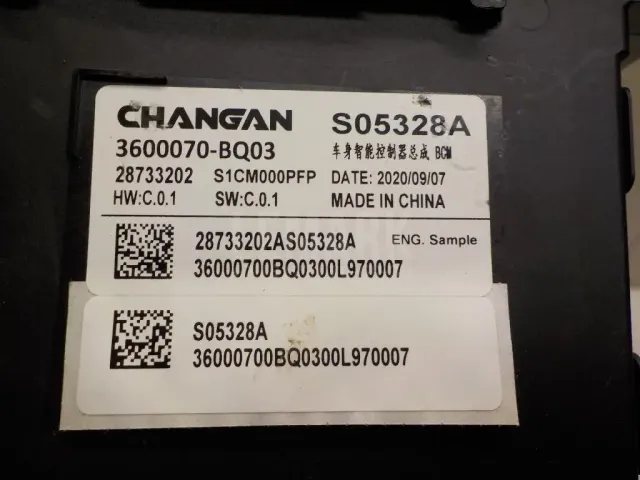 CHANGAN S05328A
3600070-BQ03 车身智能控制器总成 BCM
28733202 S1CM000PFP DATE: 2020/09/07
HW:C.0.1 SW:C.0.1 MADE IN CHINA
28733202AS05328A ENG. Sample
36000700BQ0300L970007
S05328A
36000700BQ0300L970007